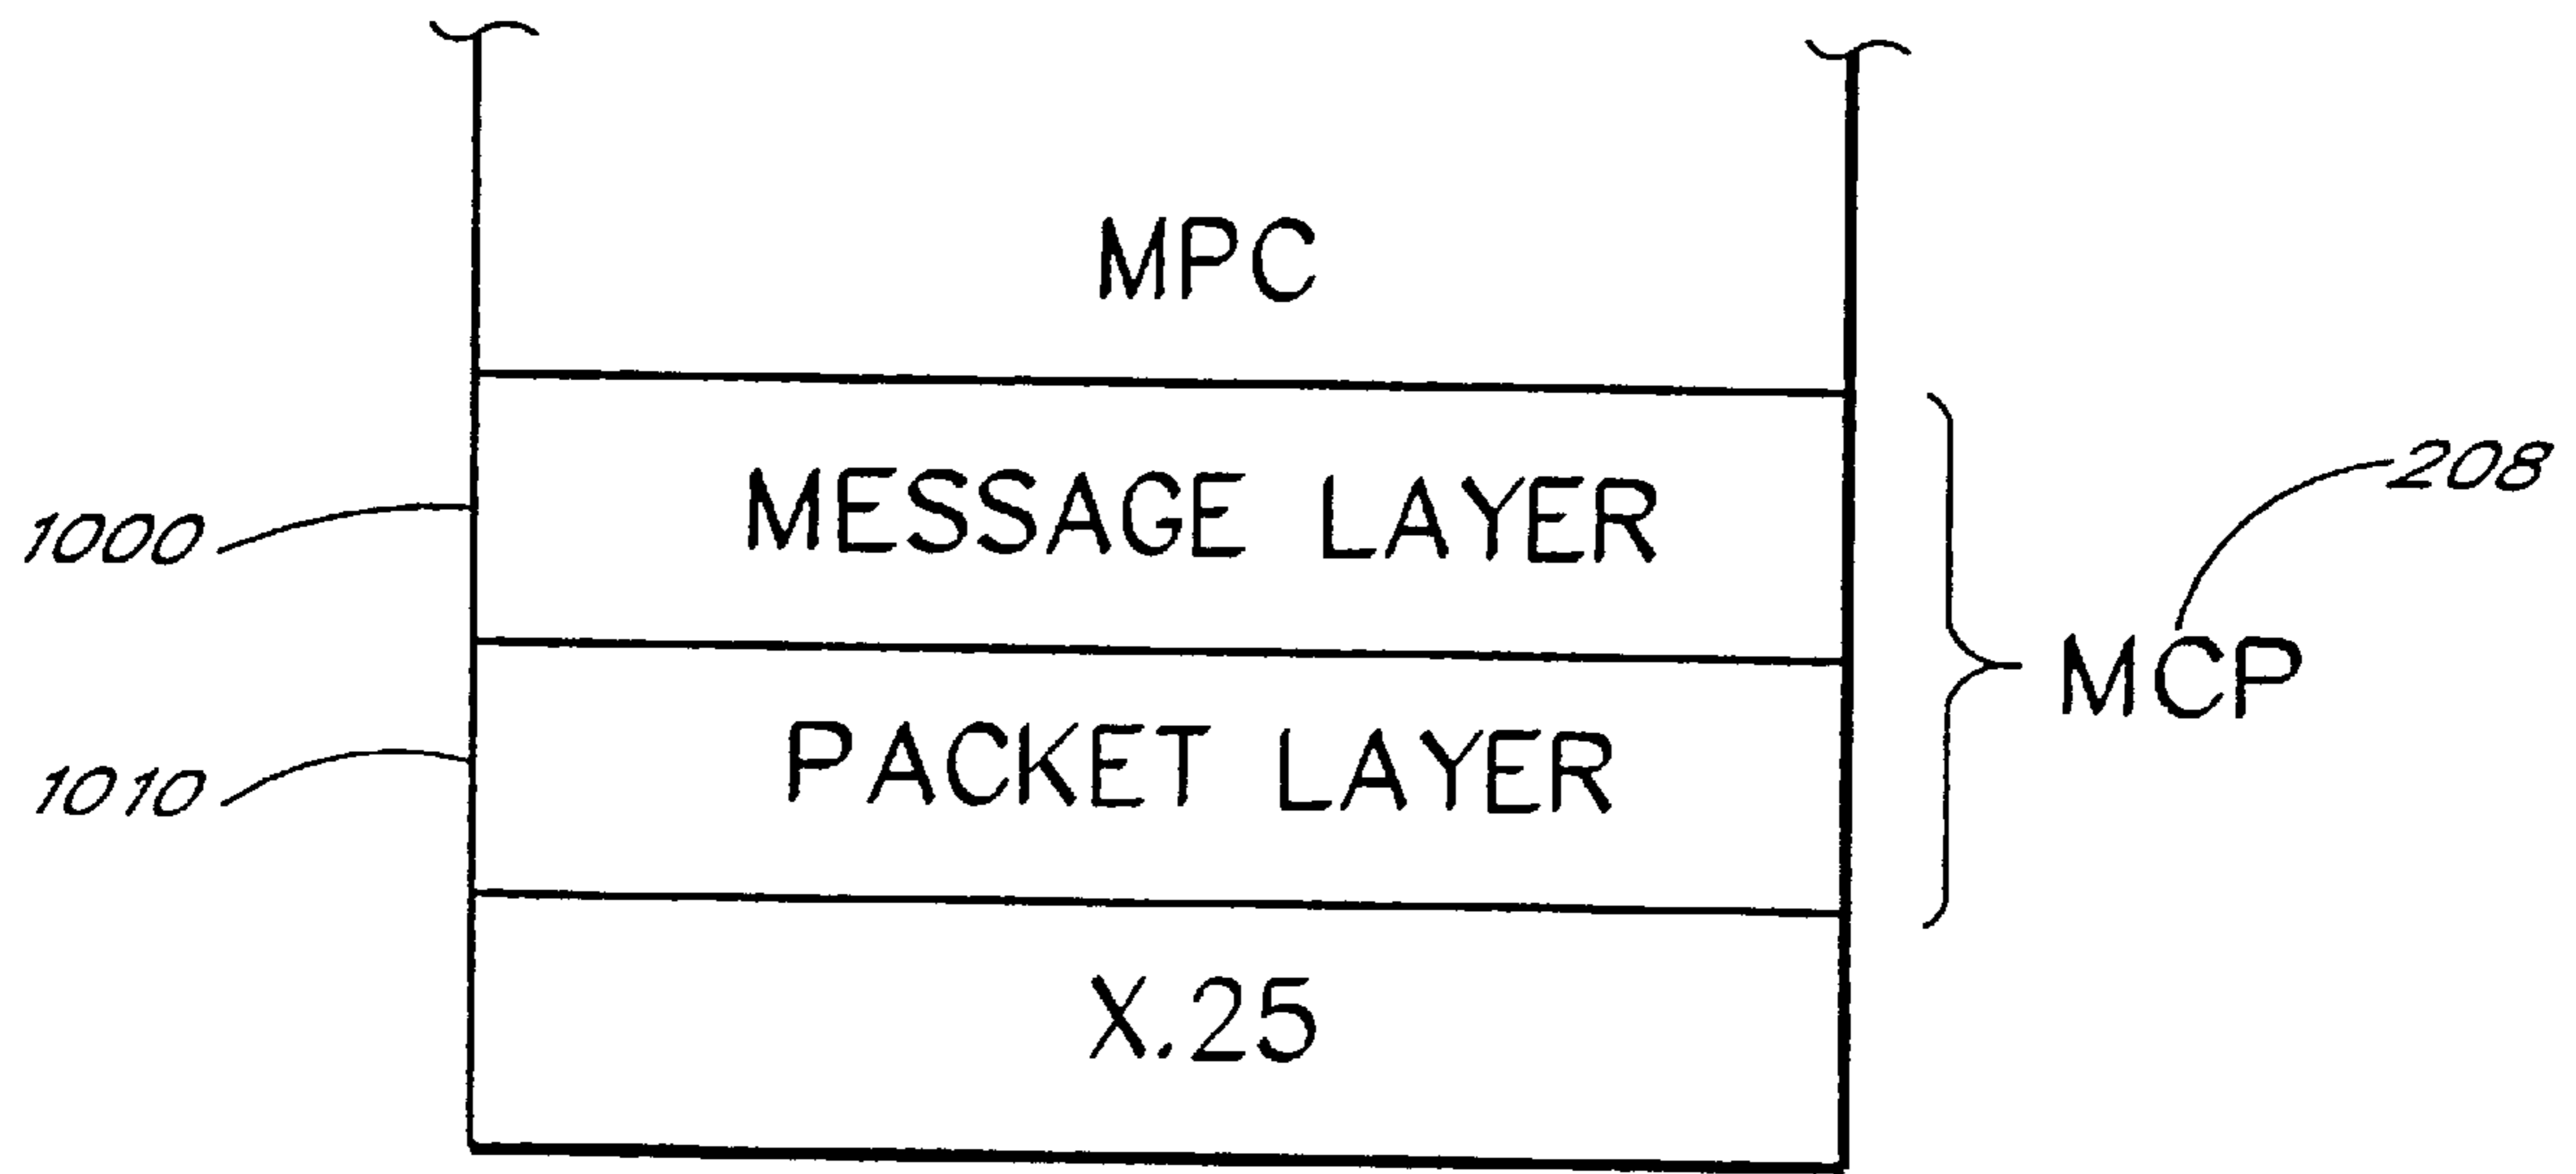 MPC
MESSAGE LAYER
1000
208
MCP
PACKET LAYER
1010
X.25